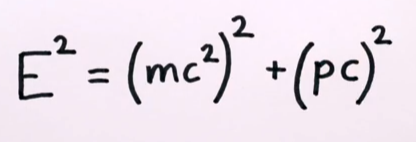 E² = (mc²)² + (pc)²